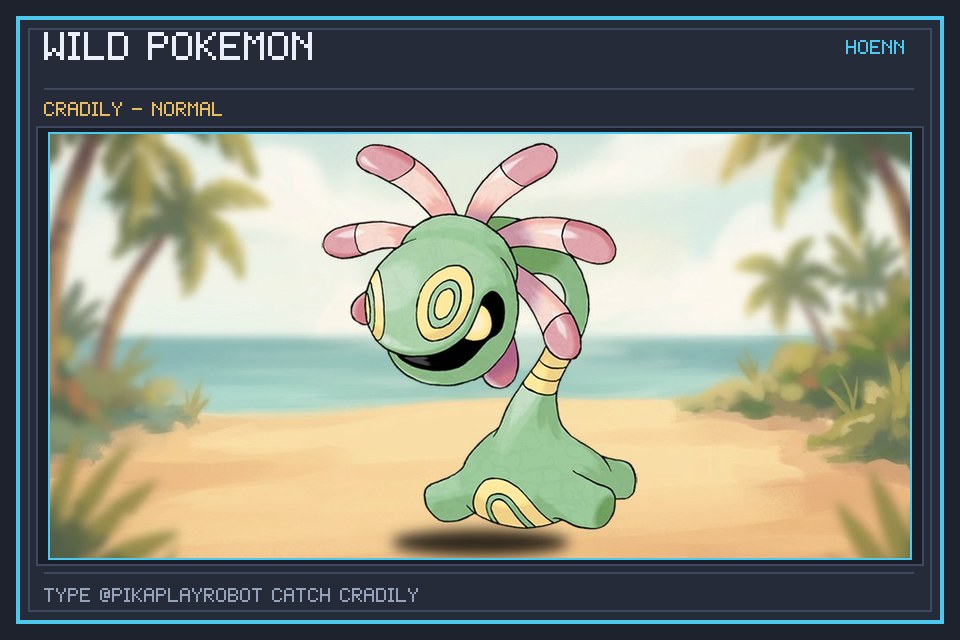 WILD POKEMON
HOENN
CRADILY - NORMAL
TYPE @PIKAPLAYROBOT CATCH CRADILY